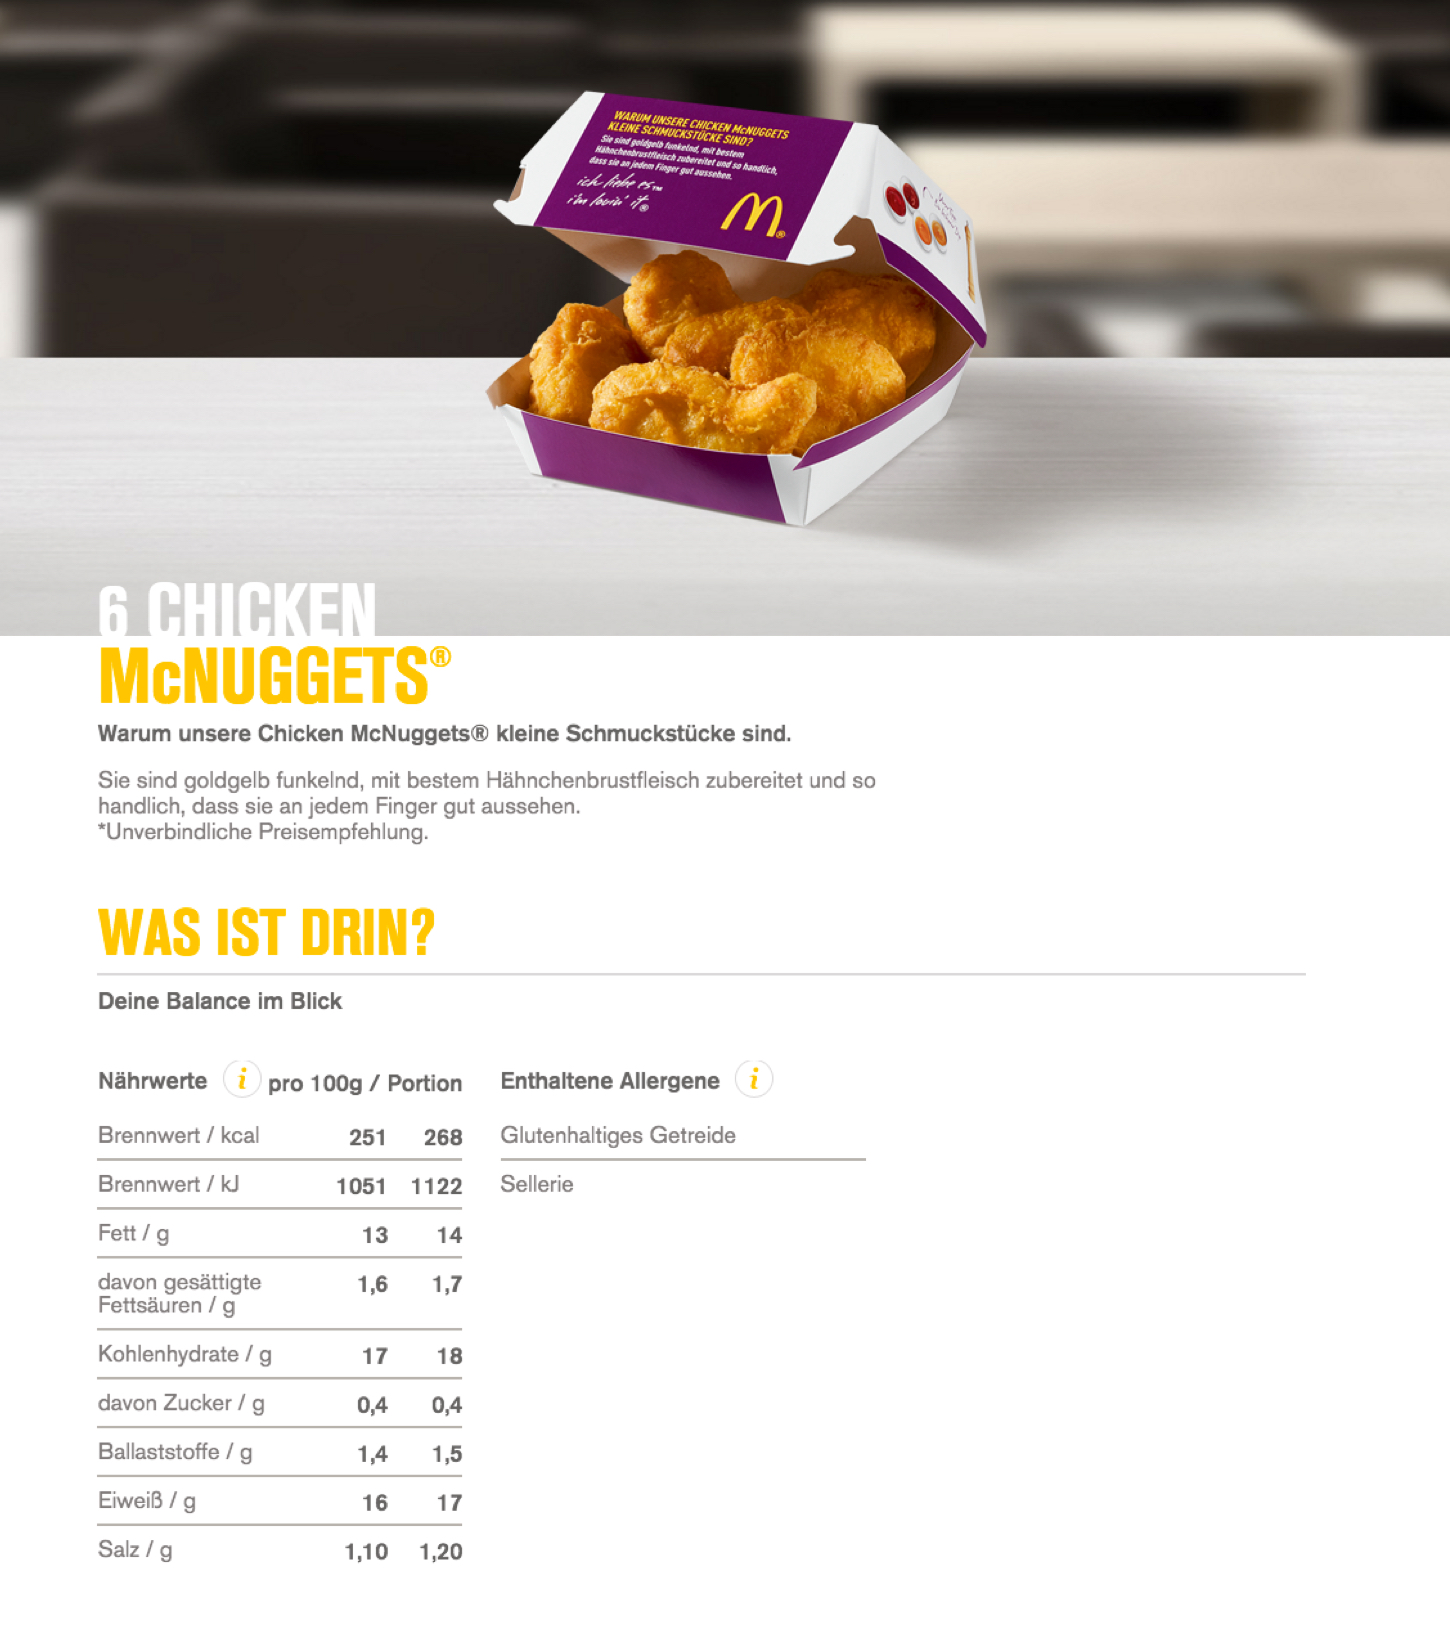 WARUM UNSERE CHICKEN McNUGGETS
KLEINE SCHMUCKSTÜCKE SIND?
Sie sind goldgelb funkelnd, mit bestem
Hähnchenbrustfleisch zubereitet und so handlich,
dass sie an jedem Finger gut aussehen.
ich liebe es™
i'm lovin' it®
M®
6 CHICKEN
McNUGGETS®
Warum unsere Chicken McNuggets® kleine Schmuckstücke sind.
Sie sind goldgelb funkelnd, mit bestem Hähnchenbrustfleisch zubereitet und so
handlich, dass sie an jedem Finger gut aussehen.
*Unverbindliche Preisempfehlung.
WAS IST DRIN?
Deine Balance im Blick
Nährwerte i pro 100g / Portion
Brennwert / kcal 251 268
Brennwert / kJ 1051 1122
Fett / g 13 14
davon gesättigte
Fettsäuren / g 1,6 1,7
Kohlenhydrate / g 17 18
davon Zucker / g 0,4 0,4
Ballaststoffe / g 1,4 1,5
Eiweiß / g 16 17
Salz / g 1,10 1,20
Enthaltene Allergene i
Glutenhaltiges Getreide
Sellerie